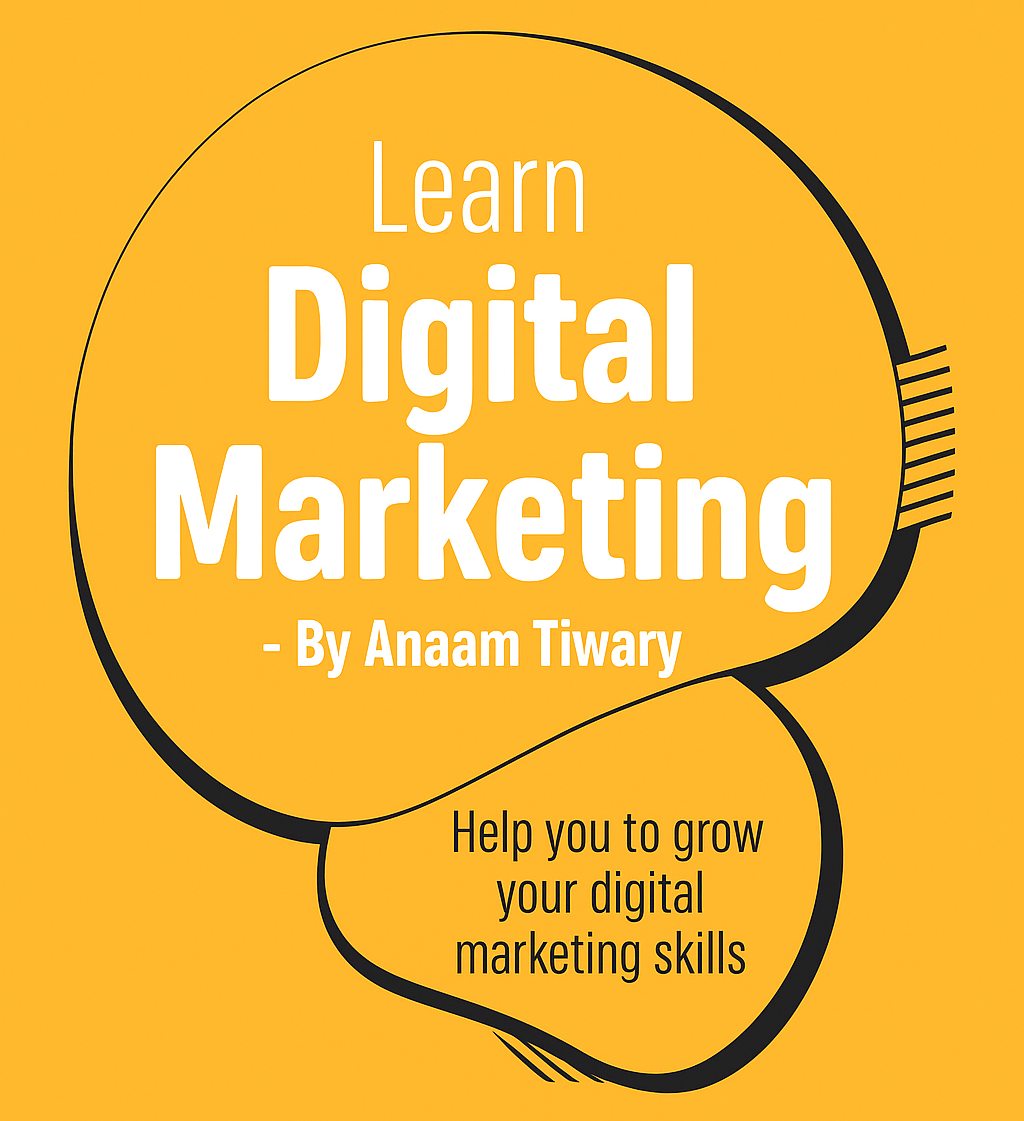 Learn
Digital
Marketing
- By Anaam Tiwary
Help you to grow
your digital
marketing skills